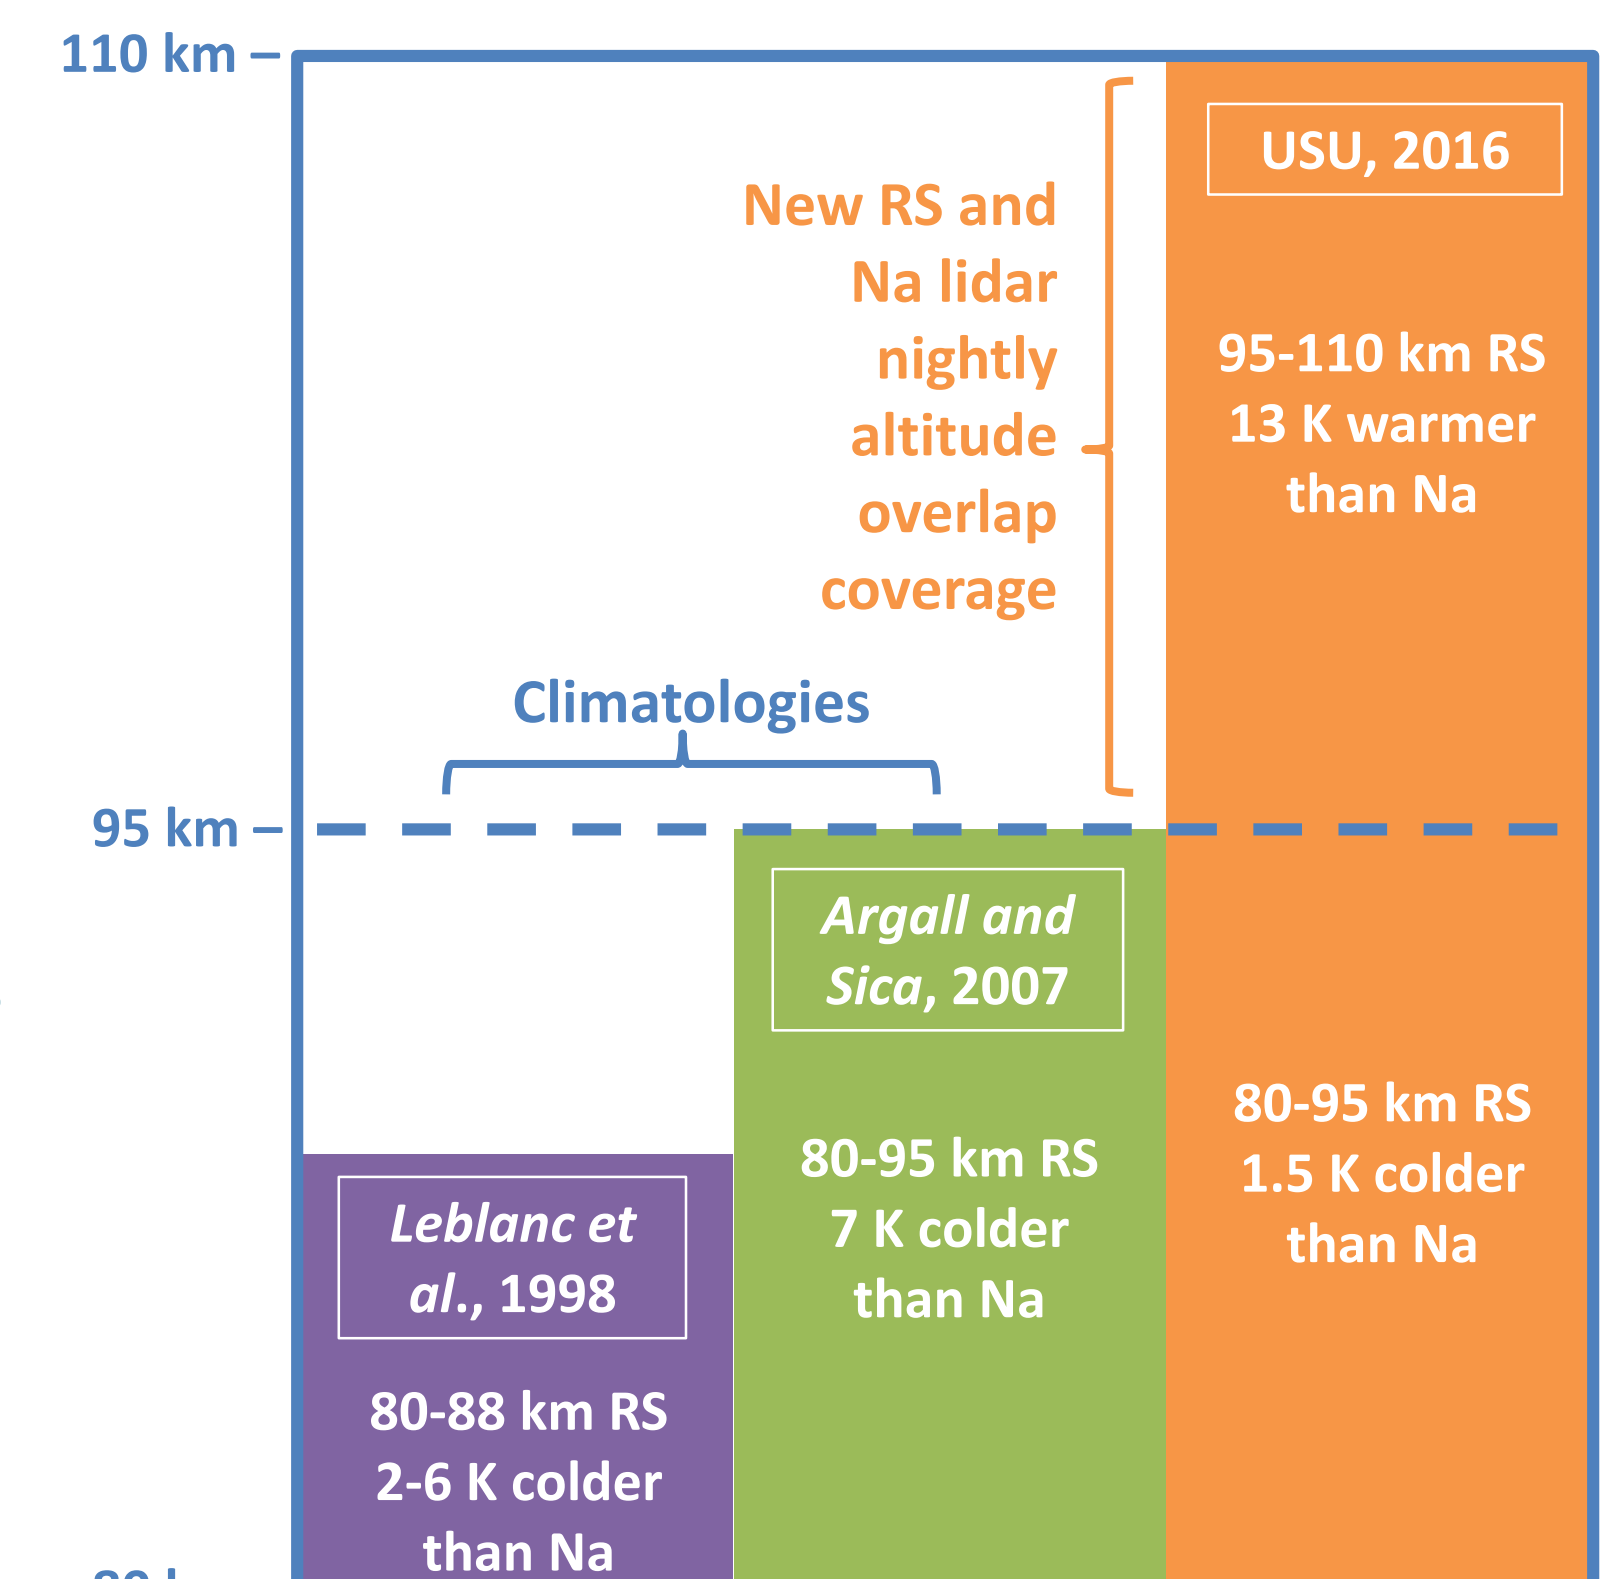 110 km –
USU, 2016
New RS and
Na lidar
nightly
altitude
overlap
coverage
95-110 km RS
13 K warmer
than Na
Climatologies
95 km –
Argall and
Sica, 2007
80-95 km RS
7 K colder
than Na
80-95 km RS
1.5 K colder
than Na
Leblanc et
al., 1998
80-88 km RS
2-6 K colder
than Na